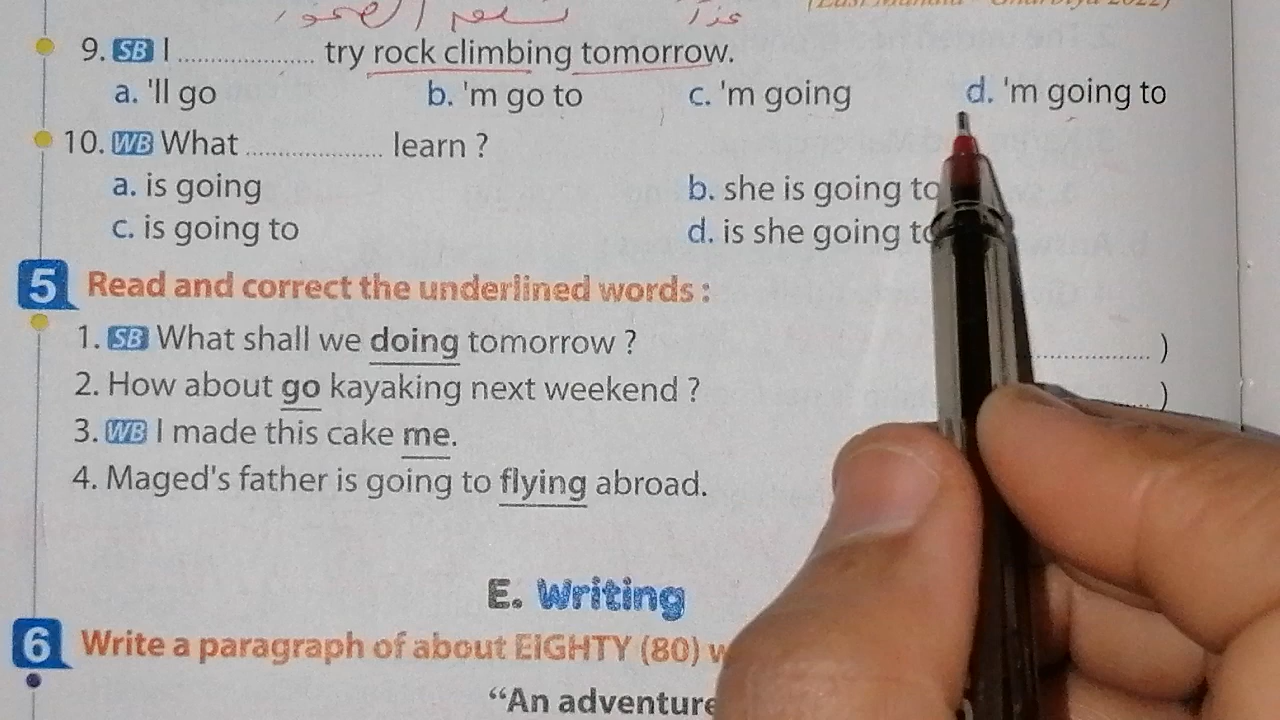 تسلق الصخور غداً
9. SB I .................... try rock climbing tomorrow.
a. 'll go b. 'm go to c. 'm going d. 'm going to
10. WB What .................... learn ?
a. is going b. she is going to
c. is going to d. is she going to
5 Read and correct the underlined words :
1. SB What shall we doing tomorrow ? .................... )
2. How about go kayaking next weekend ? )
3. WB I made this cake me.
4. Maged's father is going to flying abroad.
E. Writing
6 Write a paragraph of about EIGHTY (80)
“An adventure